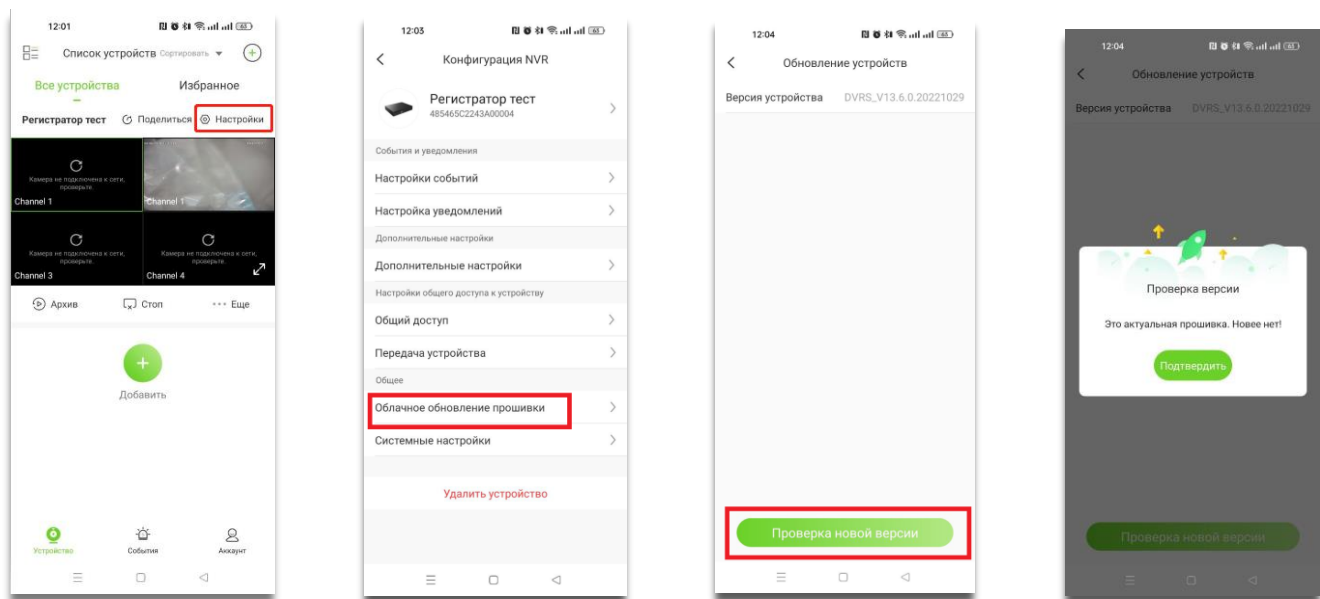 12:01
63
Список устройств Сортировать
Все устройства Избранное
Регистратор тест Поделиться Настройки
Камера не подключена к сети, проверьте.
Channel 1
Channel 1
Камера не подключена к сети, проверьте.
Channel 3
Камера не подключена к сети, проверьте.
Channel 4
Архив Стоп Еще
Добавить
Устройство События Аккаунт
12:03
63
Конфигурация NVR
Регистратор тест
485465C2243A00004
События и уведомления
Настройки событий
Настройка уведомлений
Дополнительные настройки
Дополнительные настройки
Настройки общего доступа к устройству
Общий доступ
Передача устройства
Общее
Облачное обновление прошивки
Системные настройки
Удалить устройство
12:04
63
Обновление устройств
Версия устройства DVRS_V13.6.0.20221029
Проверка новой версии
12:04
63
Обновление устройств
Версия устройства DVRS_V13.6.0.20221029
Проверка версии
Это актуальная прошивка. Новее нет!
Подтвердить
Проверка новой версии